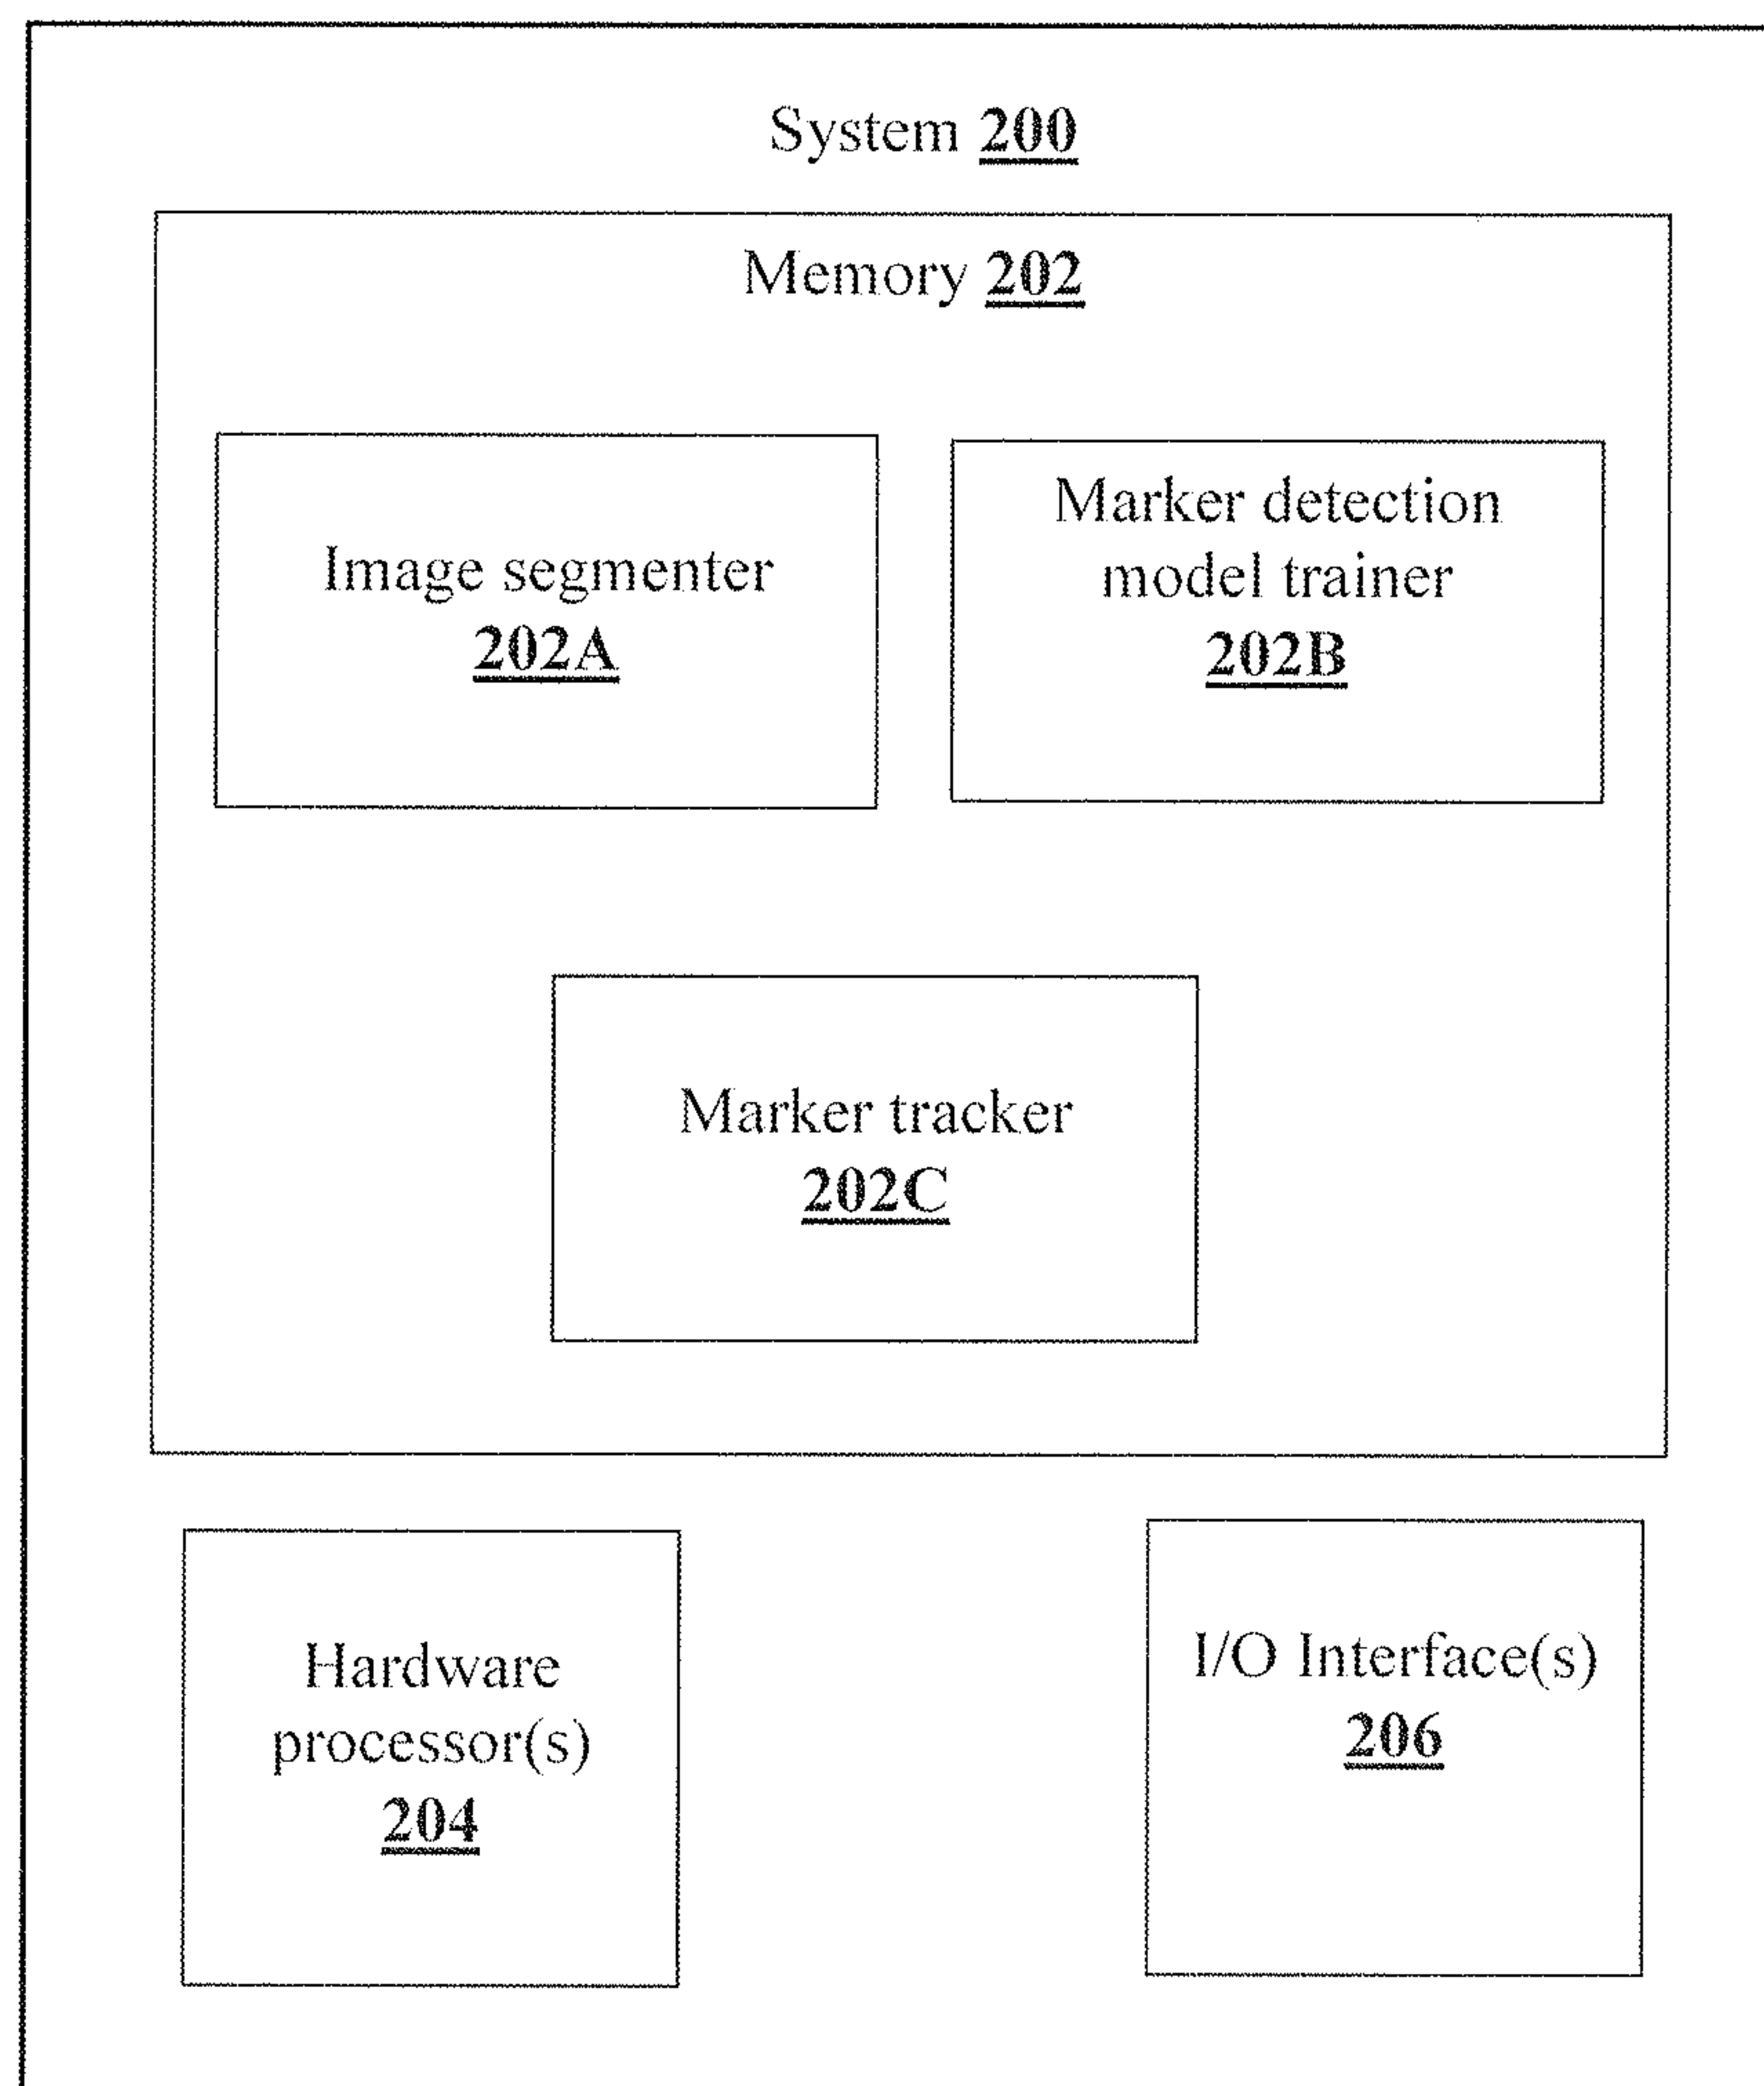 System 200
Memory 202
Image segmenter
202A
Marker detection
model trainer
202B
Marker tracker
202C
Hardware
processor(s)
204
I/O Interface(s)
206